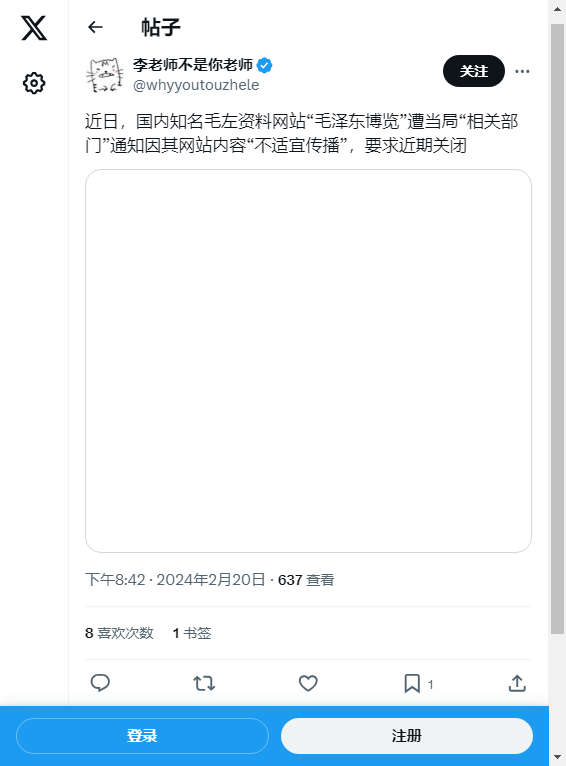 帖子
李老师不是你老师
@whyyoutouzhele
关注
近日，国内知名毛左资料网站“毛泽东博览”遭当局“相关部
门”通知因其网站内容“不适宜传播”，要求近期关闭
下午8:42 · 2024年2月20日 · 637 查看
8 喜欢次数 1 书签
1
登录
注册